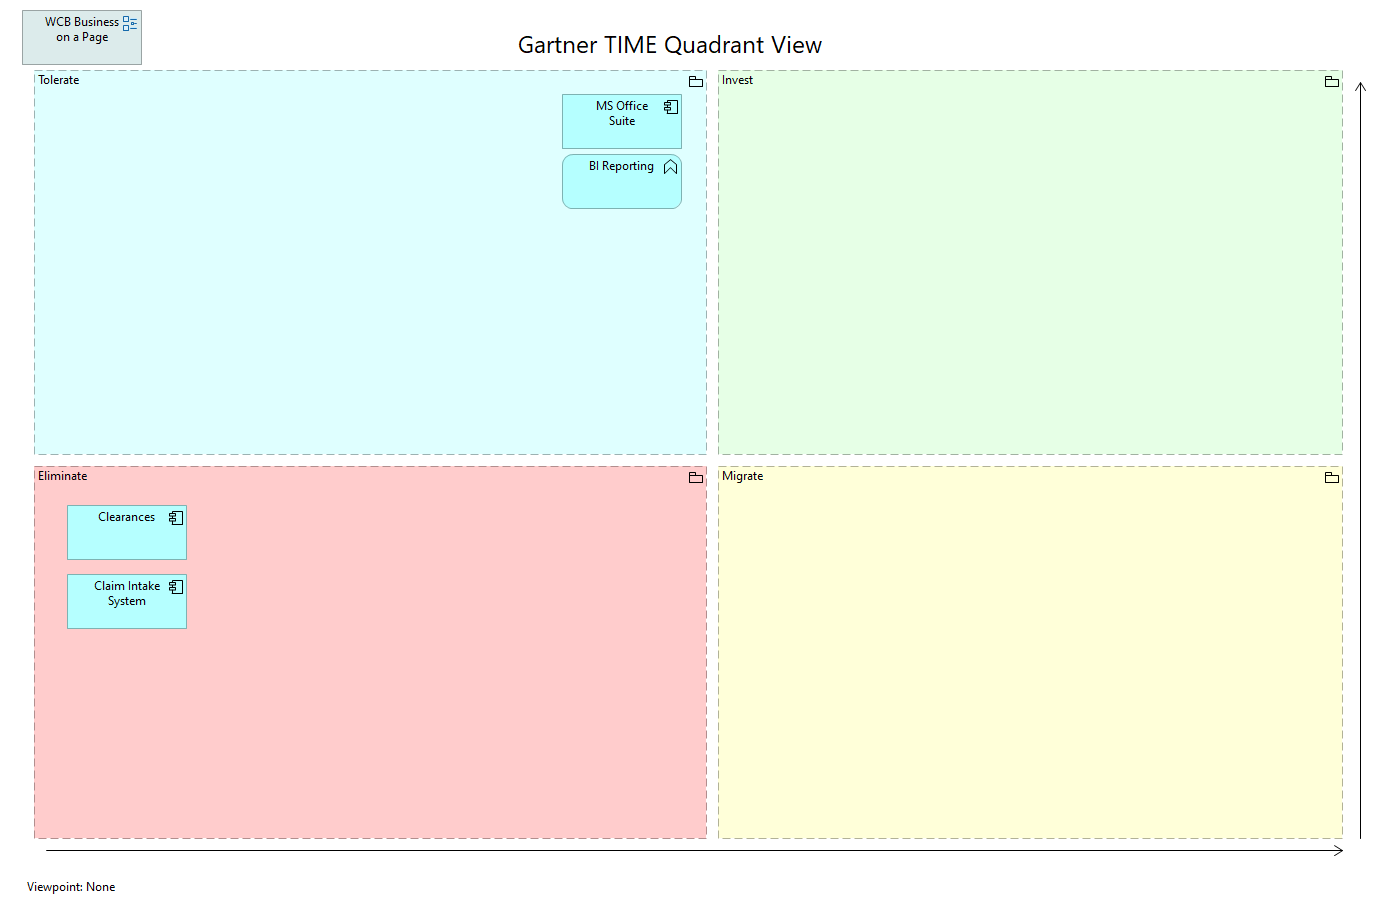 WCB Business
on a Page
Gartner TIME Quadrant View
Tolerate
MS Office
Suite
BI Reporting
Invest
Eliminate
Clearances
Claim Intake
System
Migrate
Viewpoint: None